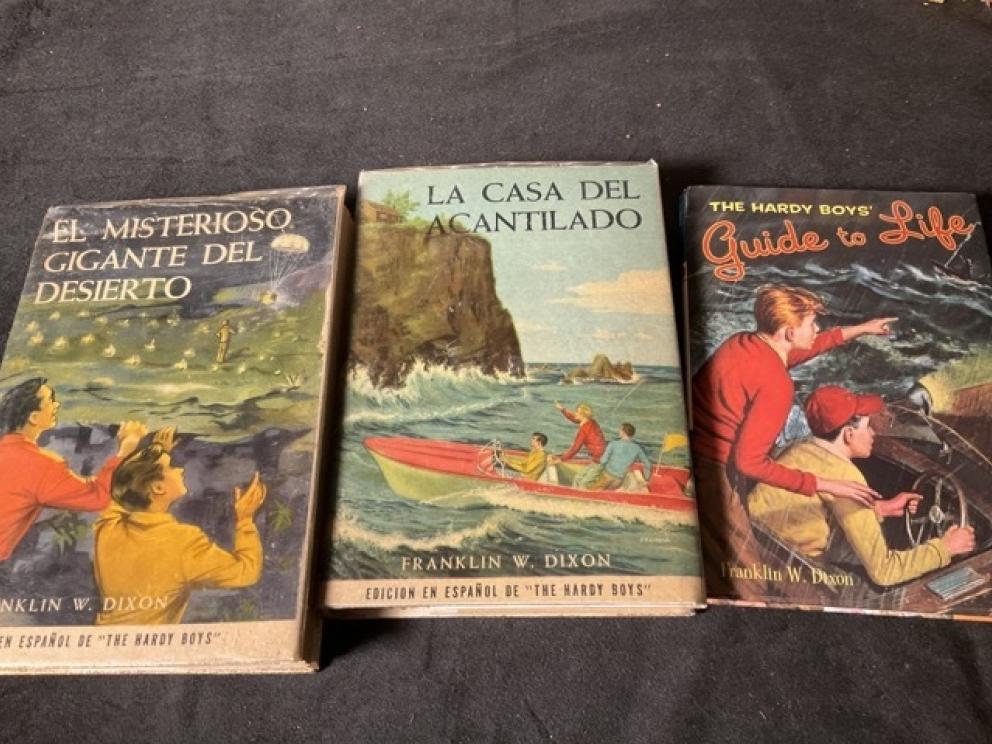 EL MISTERIOSO
GIGANTE DEL
DESIERTO
NKLIN W. DIXON
EN ESPAÑOL DE "THE HARDY BOYS"
LA CASA DEL
ACANTILADO
FRANKLIN W. DIXON
EDICION EN ESPAÑOL DE "THE HARDY BOYS"
THE HARDY BOYS'
Guide to Life
Franklin W. Dixon